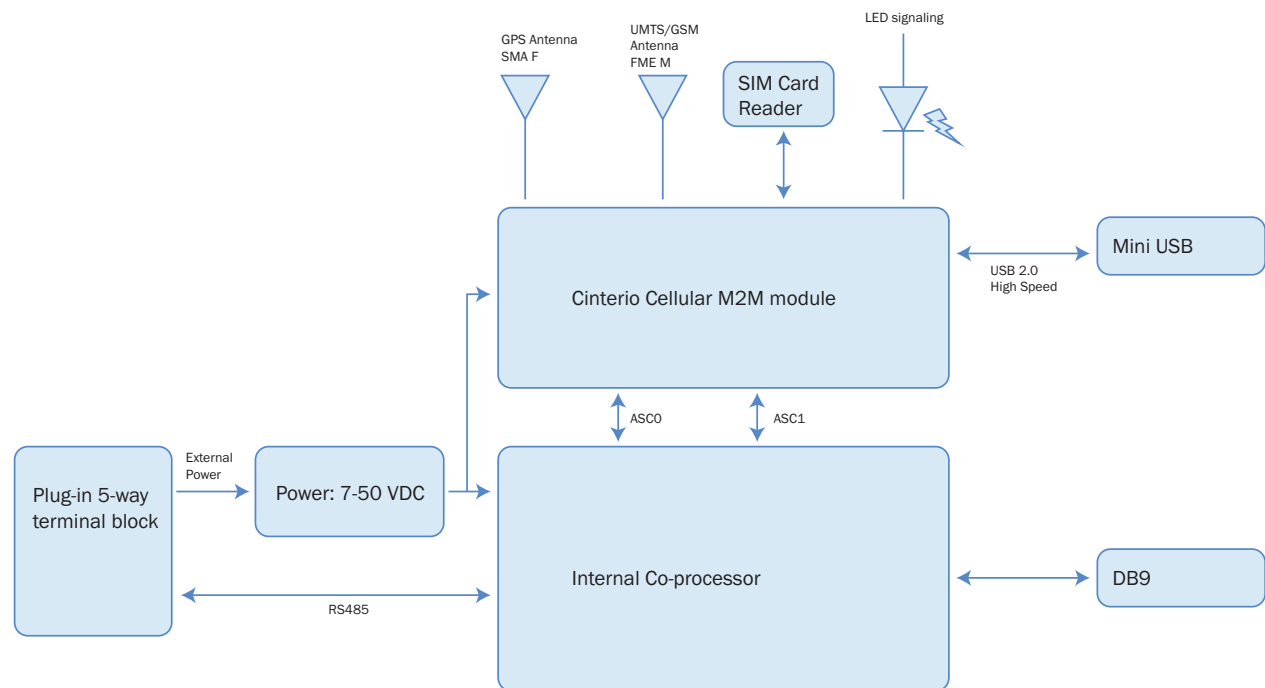 LED signaling
GPS Antenna
SMA F
UMTS/GSM
Antenna
FME M
SIM Card
Reader
Mini USB
USB 2.0
High Speed
Cinterio Cellular M2M module
ASC0
ASC1
External
Power
Plug-in 5-way
terminal block
Power: 7-50 VDC
Internal Co-processor
DB9
RS485